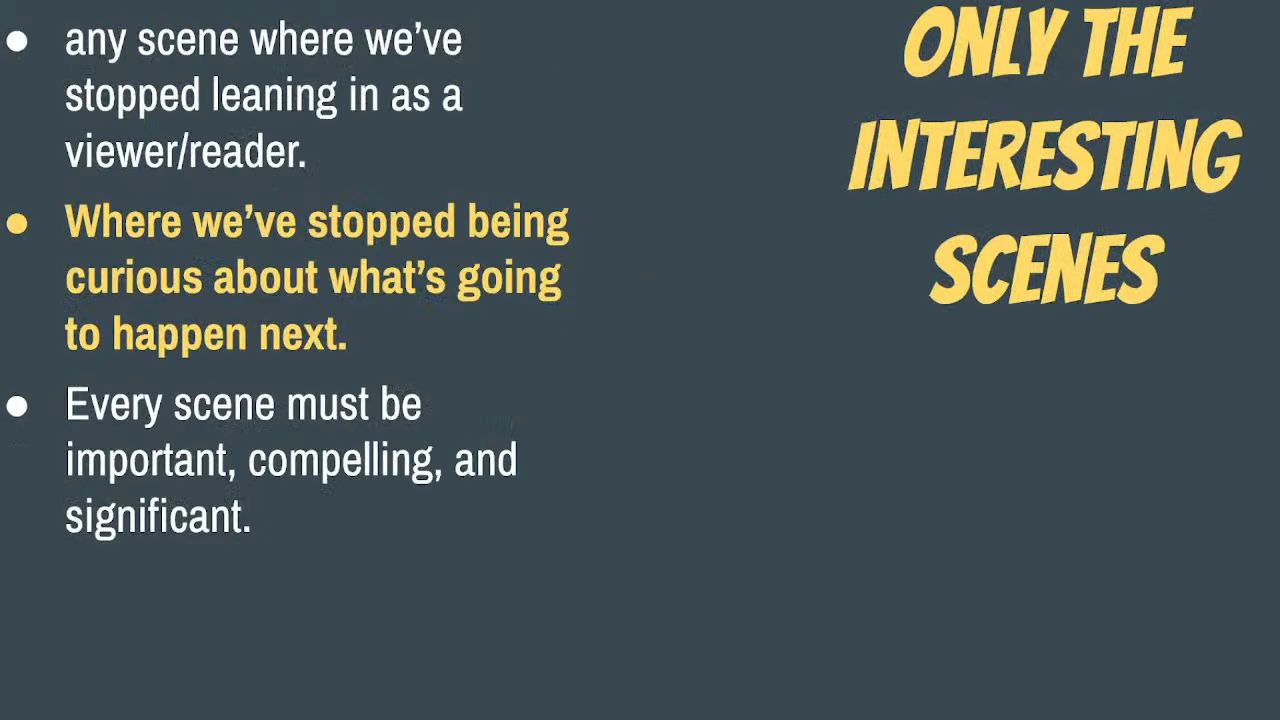 ONLY THE
INTERESTING
SCENES
● any scene where we’ve
stopped leaning in as a
viewer/reader.
● Where we’ve stopped being
curious about what’s going
to happen next.
● Every scene must be
important, compelling, and
significant.